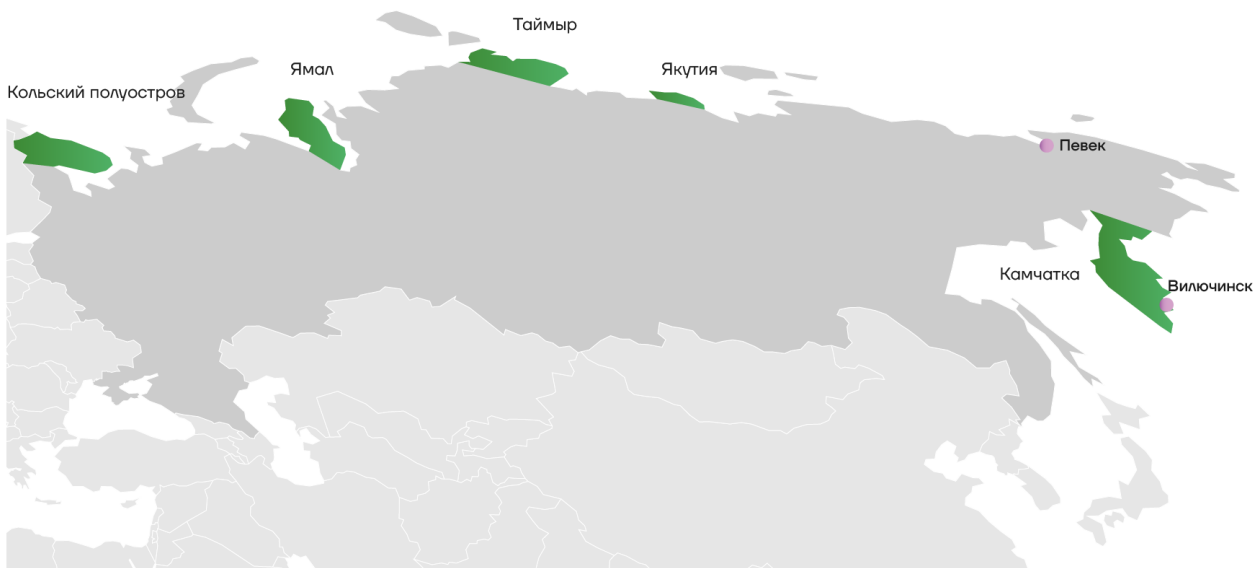 Таймыр
Ямал
Якутия
Кольский полуостров
Певек
Камчатка
Вилючинск